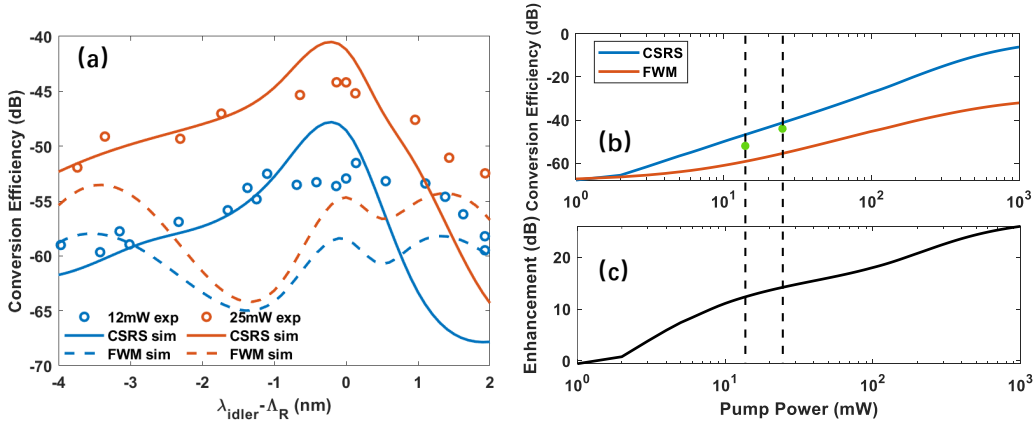 (a)
Conversion Efficiency (dB)
-40
-45
-50
-55
-60
-65
-70
12mW exp
25mW exp
CSRS sim
CSRS sim
FWM sim
FWM sim
-4 -3 -2 -1 0 1 2
λidler-ΛR (nm)
Conversion Efficiency (dB)
0
-20
-40
-60
CSRS
FWM
(b)
10^0 10^1 10^2 10^3
mW
Enhancement (dB)
20
10
0
(c)
10^0 10^1 10^2 10^3
Pump Power (mW)